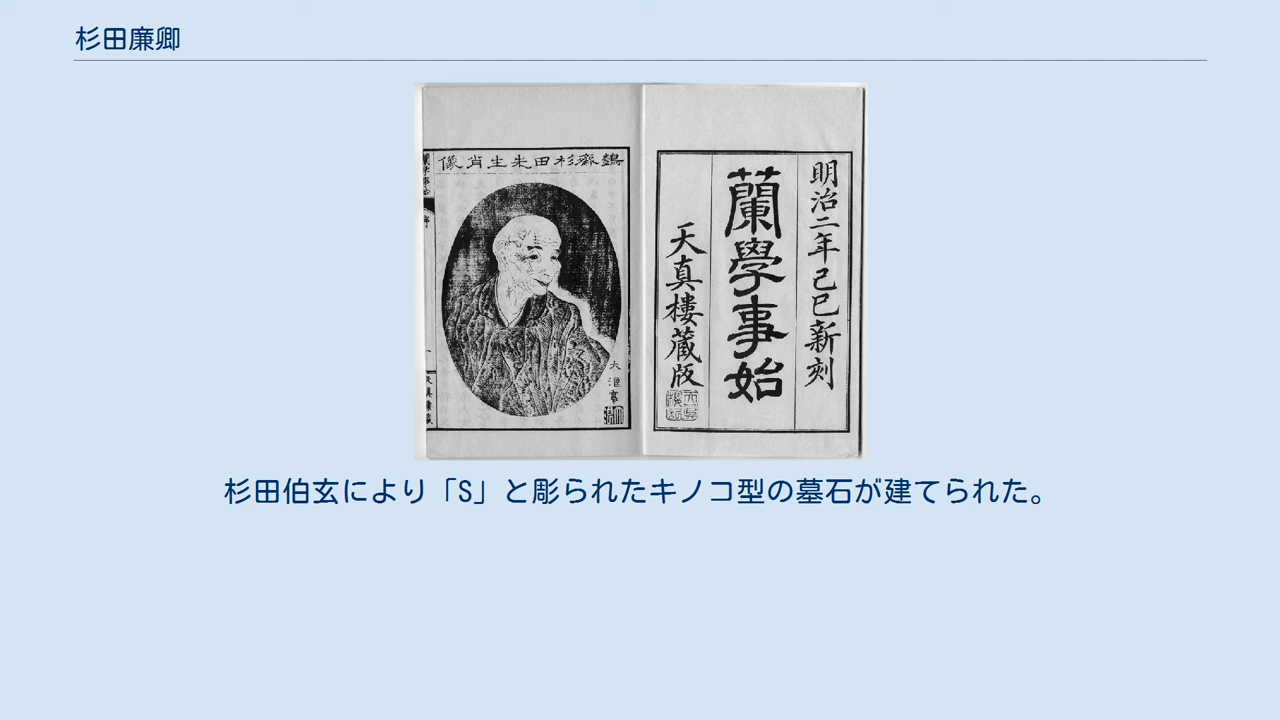 杉田廉卿
明治二年己巳新刻
蘭學事始
天真樓蔵版
鷧齋杉田先生肖像
杉田伯玄により「S」と彫られたキノコ型の墓石が建てられた。